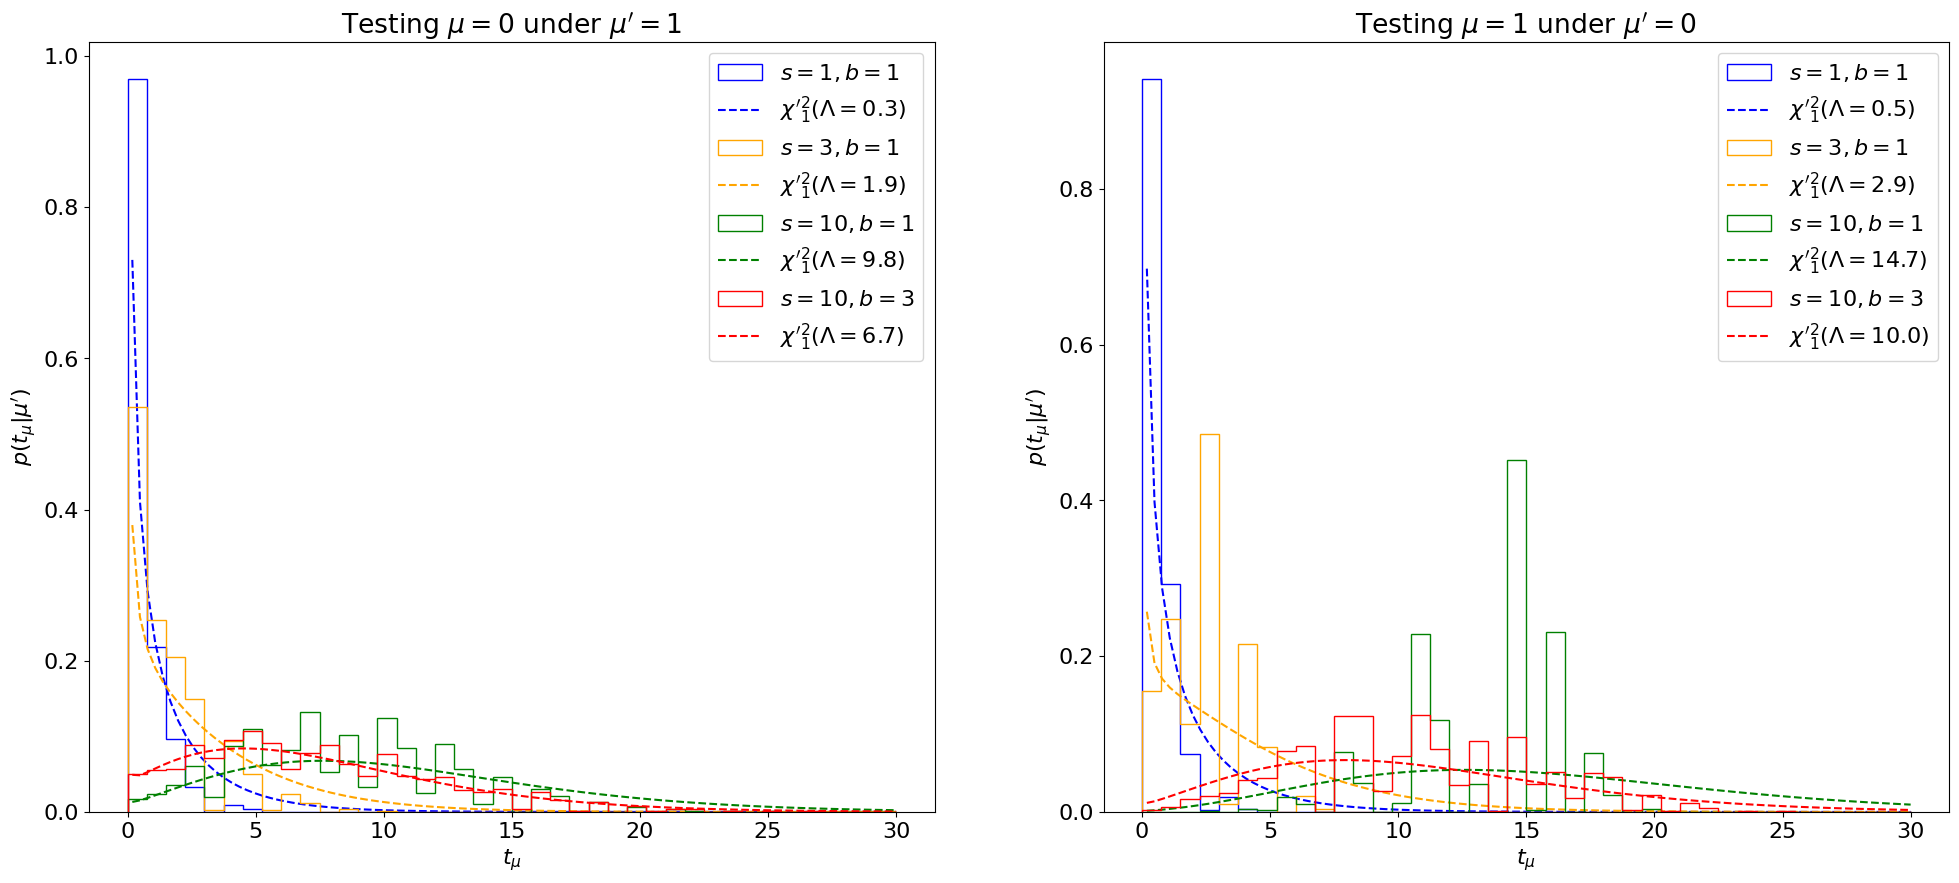 Testing μ = 0 under μ′ = 1
p(t_μ|μ′)
1.0
0.8
0.6
0.4
0.2
0.0
0 5 10 15 20 25 30
t_μ
s = 1, b = 1
χ′²₁(Λ = 0.3)
s = 3, b = 1
χ′²₁(Λ = 1.9)
s = 10, b = 1
χ′²₁(Λ = 9.8)
s = 10, b = 3
χ′²₁(Λ = 6.7)
Testing μ = 1 under μ′ = 0
p(t_μ|μ′)
0.8
0.6
0.4
0.2
0.0
0 5 10 15 20 25 30
t_μ
s = 1, b = 1
χ′²₁(Λ = 0.5)
s = 3, b = 1
χ′²₁(Λ = 2.9)
s = 10, b = 1
χ′²₁(Λ = 14.7)
s = 10, b = 3
χ′²₁(Λ = 10.0)